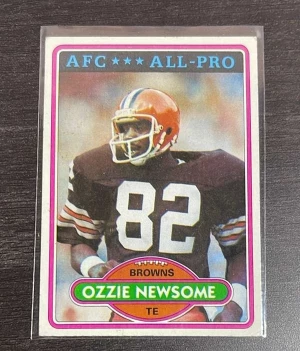 AFC ★★★ ALL-PRO
82
BROWNS
OZZIE NEWSOME
TE